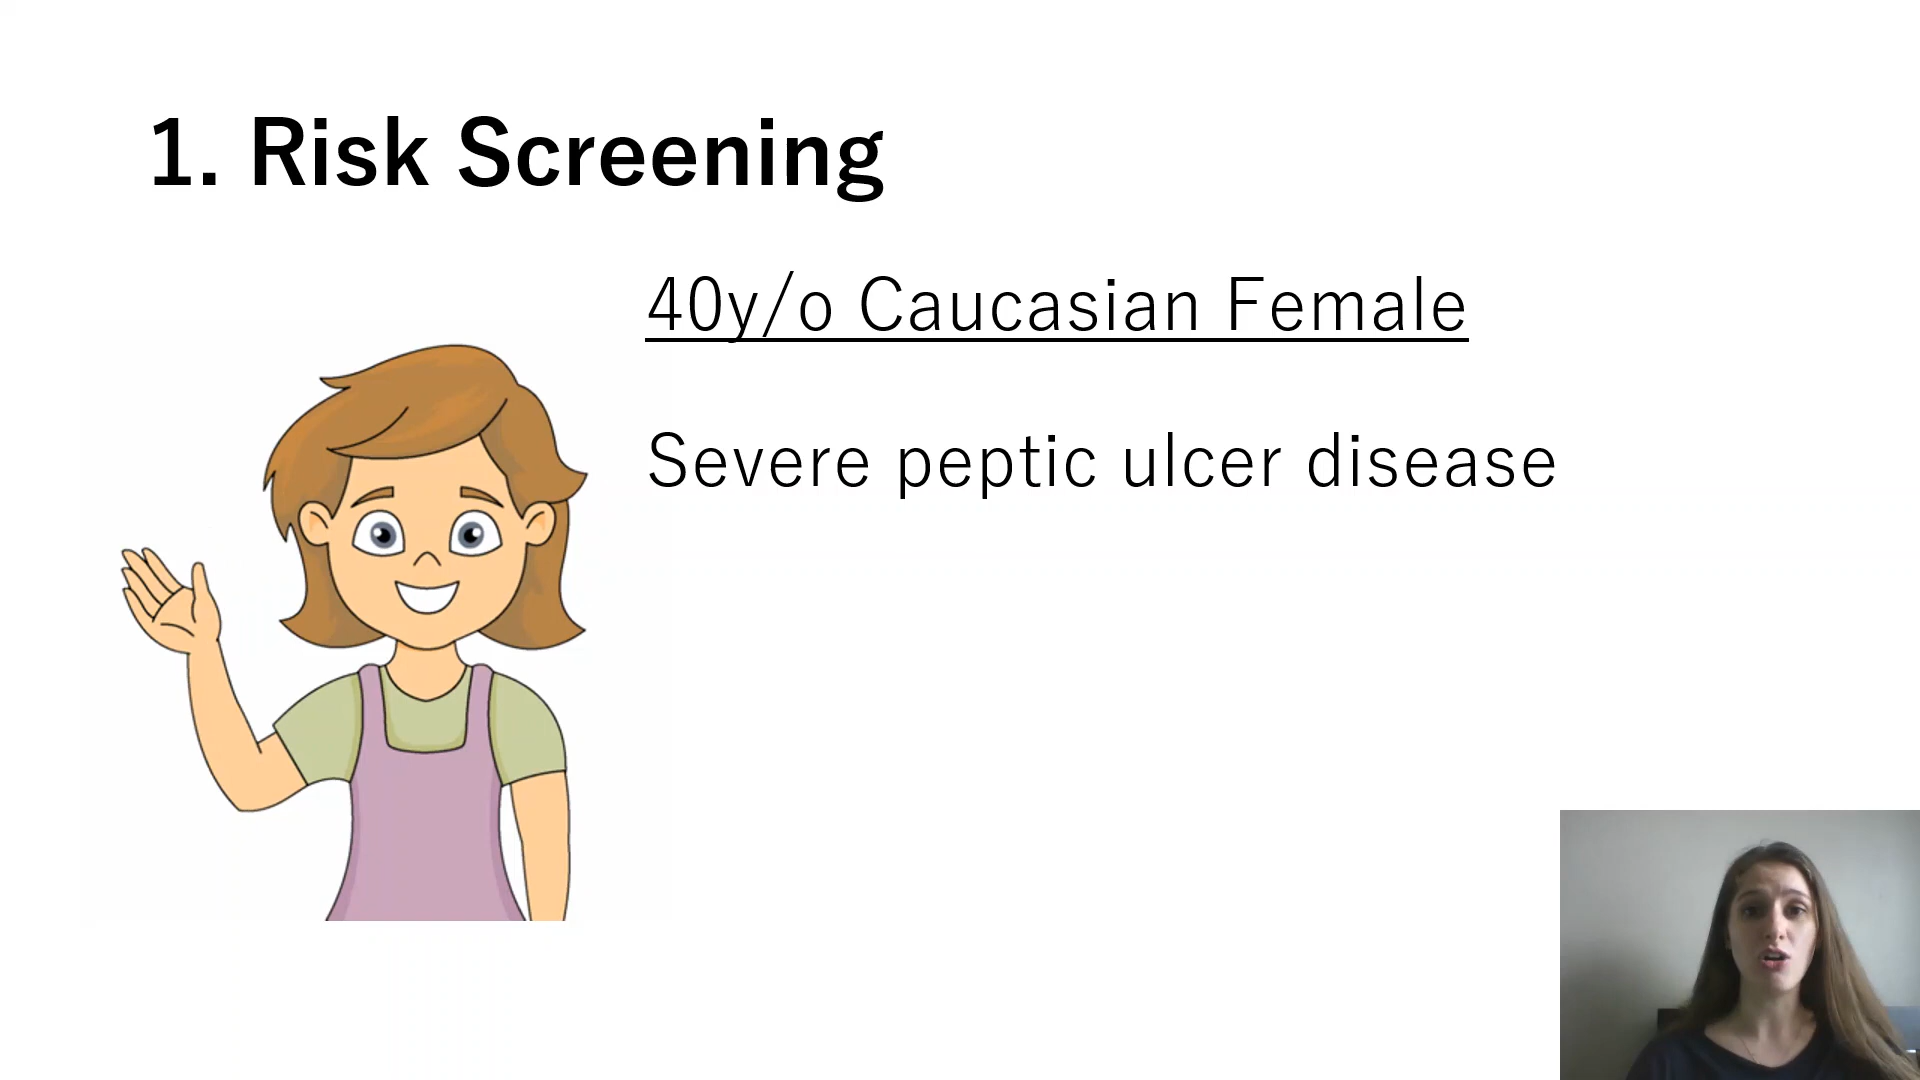 1. Risk Screening
40y/o Caucasian Female
Severe peptic ulcer disease